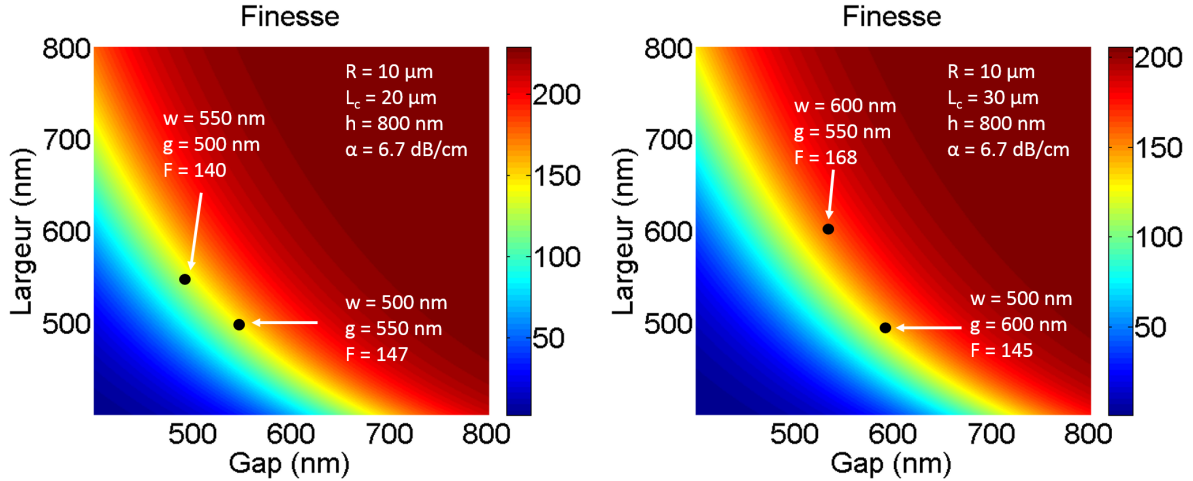 Finesse
800
700
600
500
Largeur (nm)
500
600
700
800
Gap (nm)
R = 10 µm
L_c = 20 µm
h = 800 nm
α = 6.7 dB/cm
w = 550 nm
g = 500 nm
F = 140
w = 500 nm
g = 550 nm
F = 147
200
150
100
50
Finesse
800
700
600
500
Largeur (nm)
500
600
700
800
Gap (nm)
R = 10 µm
L_c = 30 µm
h = 800 nm
α = 6.7 dB/cm
w = 600 nm
g = 550 nm
F = 168
w = 500 nm
g = 600 nm
F = 145
200
150
100
50